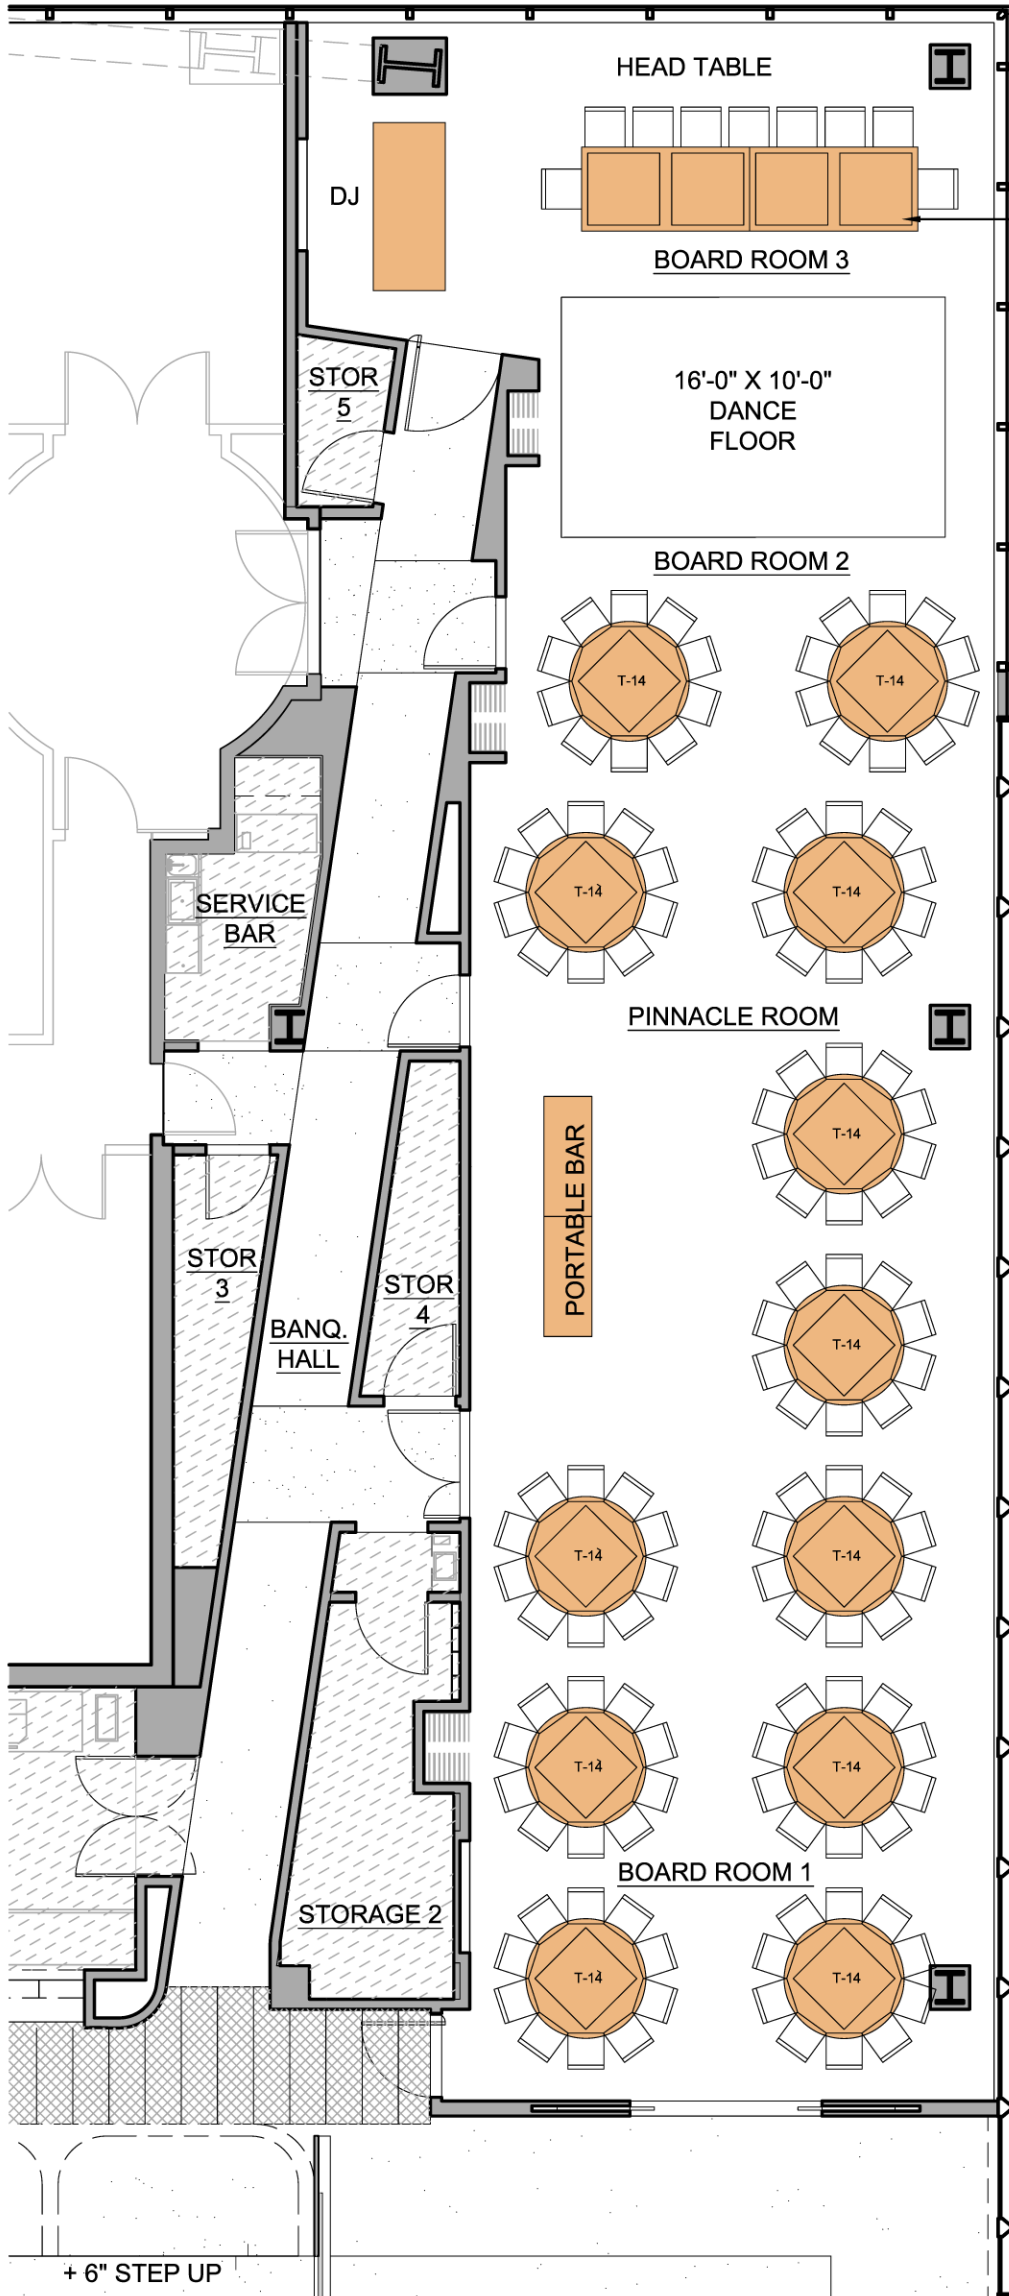 HEAD TABLE
DJ
BOARD ROOM 3
STOR
5
16'-0" X 10'-0"
DANCE
FLOOR
BOARD ROOM 2
T-14
T-14
SERVICE
BAR
T-14
T-14
PINNACLE ROOM
PORTABLE BAR
T-14
STOR
3
STOR
4
BANQ.
HALL
T-14
T-14
T-14
T-14
T-14
BOARD ROOM 1
STORAGE 2
T-14
T-14
+ 6" STEP UP